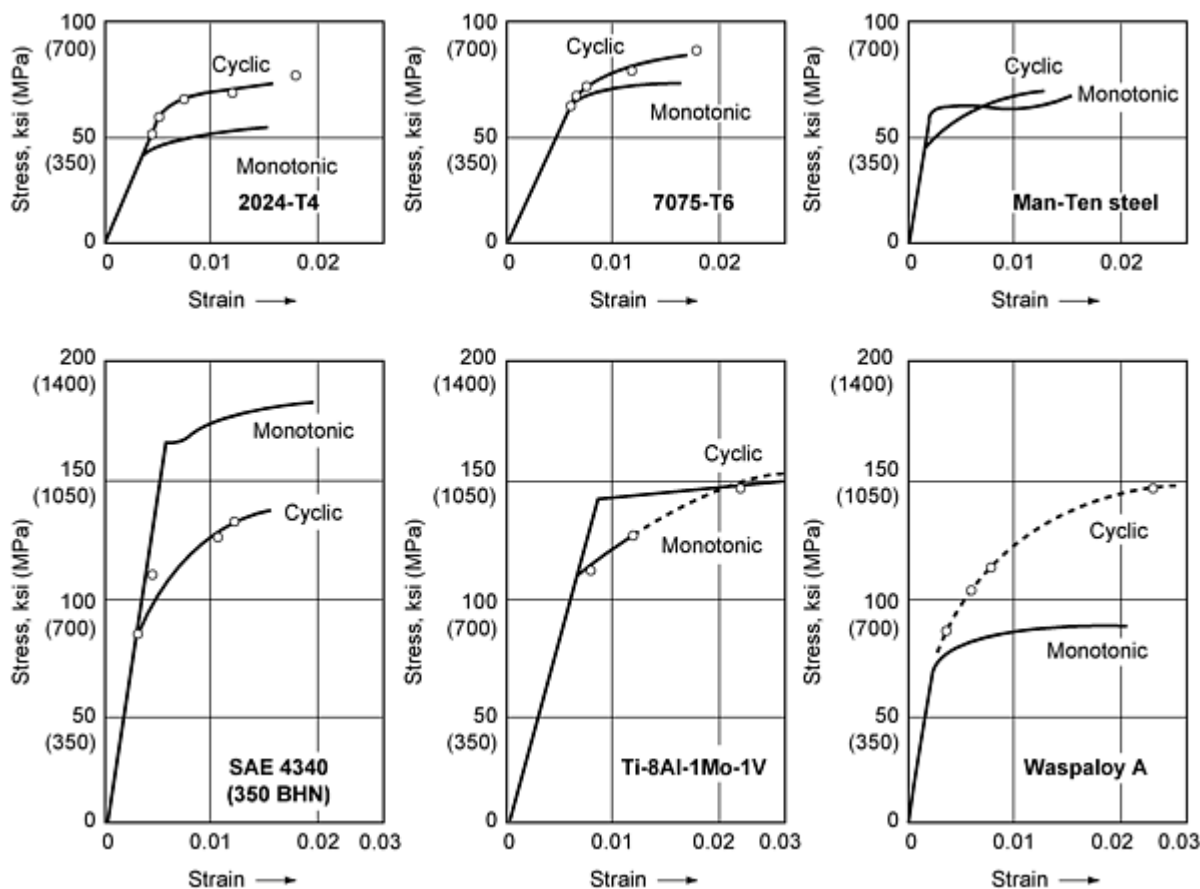 100
(700)
50
(350)
0
Stress, ksi (MPa)
Cyclic
Monotonic
2024-T4
0
0.01
0.02
Strain
100
(700)
50
(350)
0
Stress, ksi (MPa)
Cyclic
Monotonic
7075-T6
0
0.01
0.02
Strain
100
(700)
50
(350)
0
Stress, ksi (MPa)
Cyclic
Monotonic
Man-Ten steel
0
0.01
0.02
Strain
200
(1400)
150
(1050)
100
(700)
50
(350)
0
Stress, ksi (MPa)
Monotonic
Cyclic
SAE 4340
(350 BHN)
0
0.01
0.02
0.03
Strain
200
(1400)
150
(1050)
100
(700)
50
(350)
0
Stress, ksi (MPa)
Cyclic
Monotonic
Ti-8Al-1Mo-1V
0
0.01
0.02
0.03
Strain
200
(1400)
150
(1050)
100
(700)
50
(350)
0
Stress, ksi (MPa)
Cyclic
Monotonic
Waspaloy A
0
0.01
0.02
0.03
Strain